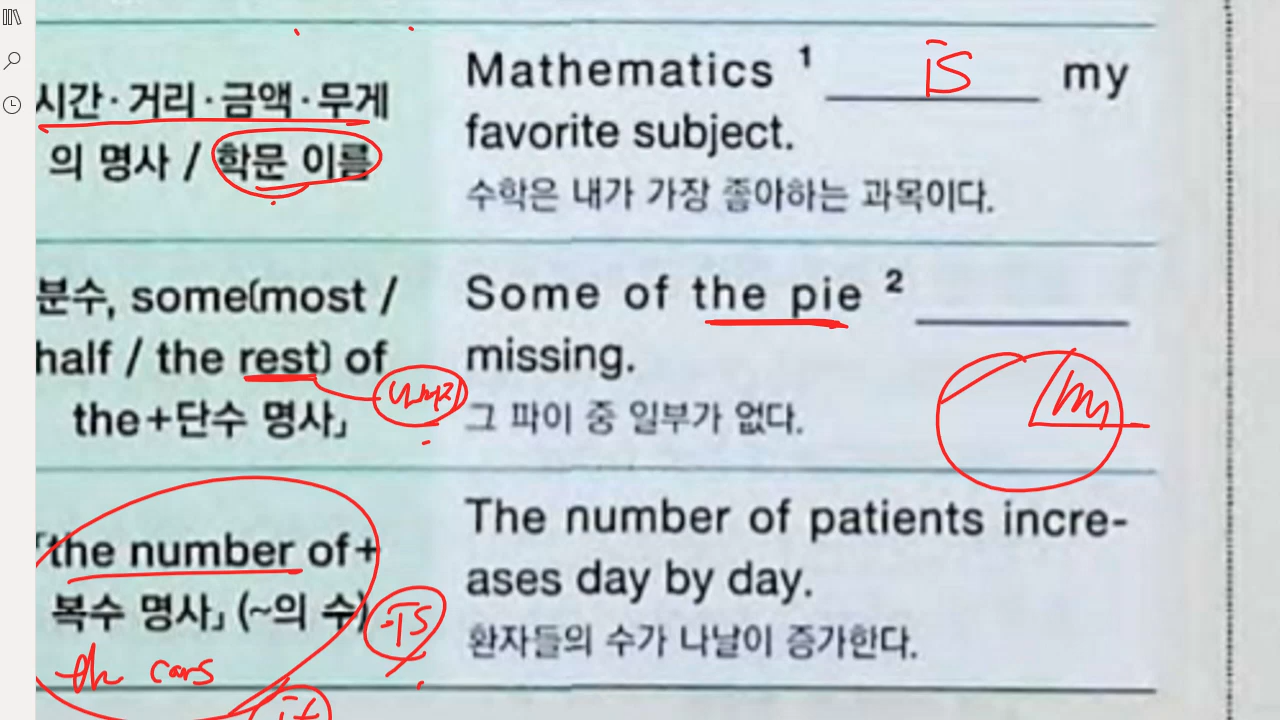 시간·거리·금액·무게
의 명사 / 학문 이름
Mathematics ¹ is my
favorite subject.
수학은 내가 가장 좋아하는 과목이다.
분수, some(most /
half / the rest) of
the+단수 명사」
나머지
Some of the pie ²
missing.
그 파이 중 일부가 없다.
「the number of+
복수 명사」 (~의 수)
is
the cars
it
The number of patients incre-
ases day by day.
환자들의 수가 나날이 증가한다.